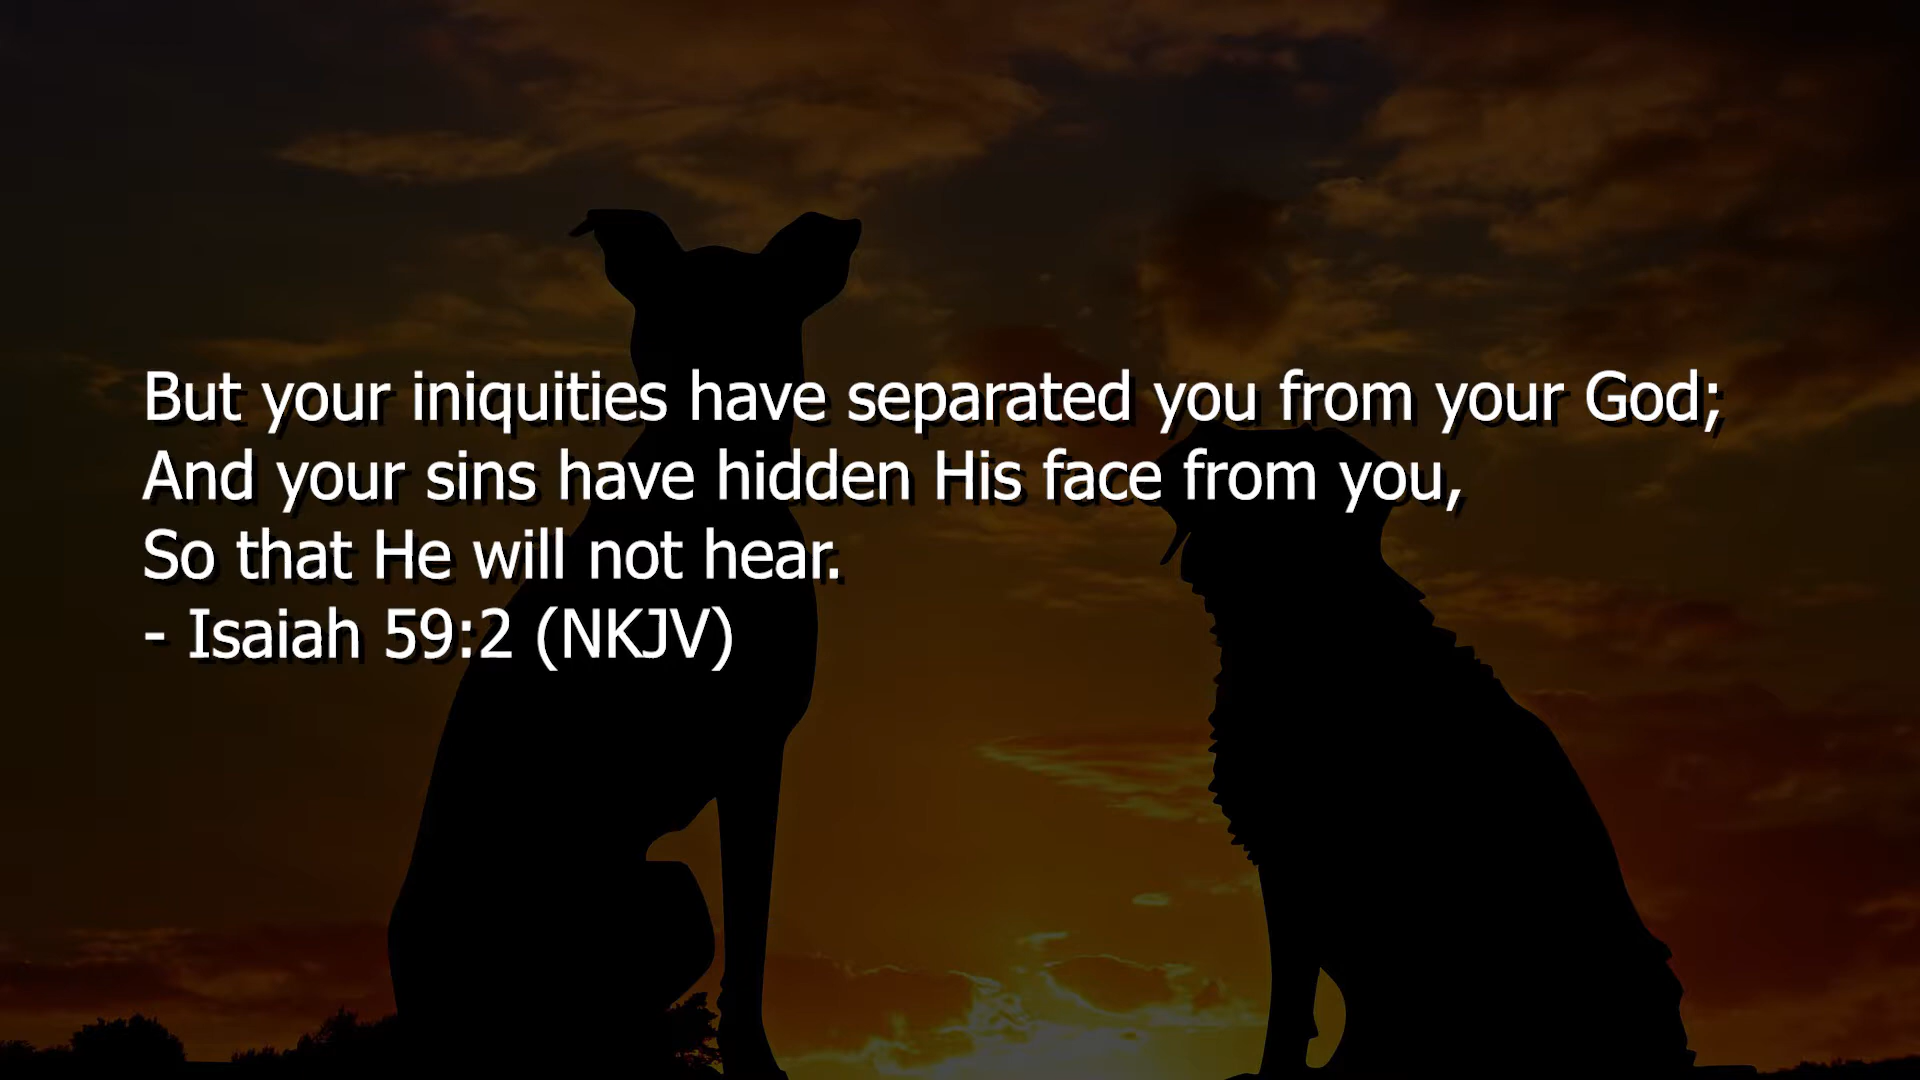 But your iniquities have separated you from your God;
And your sins have hidden His face from you,
So that He will not hear.
- Isaiah 59:2 (NKJV)